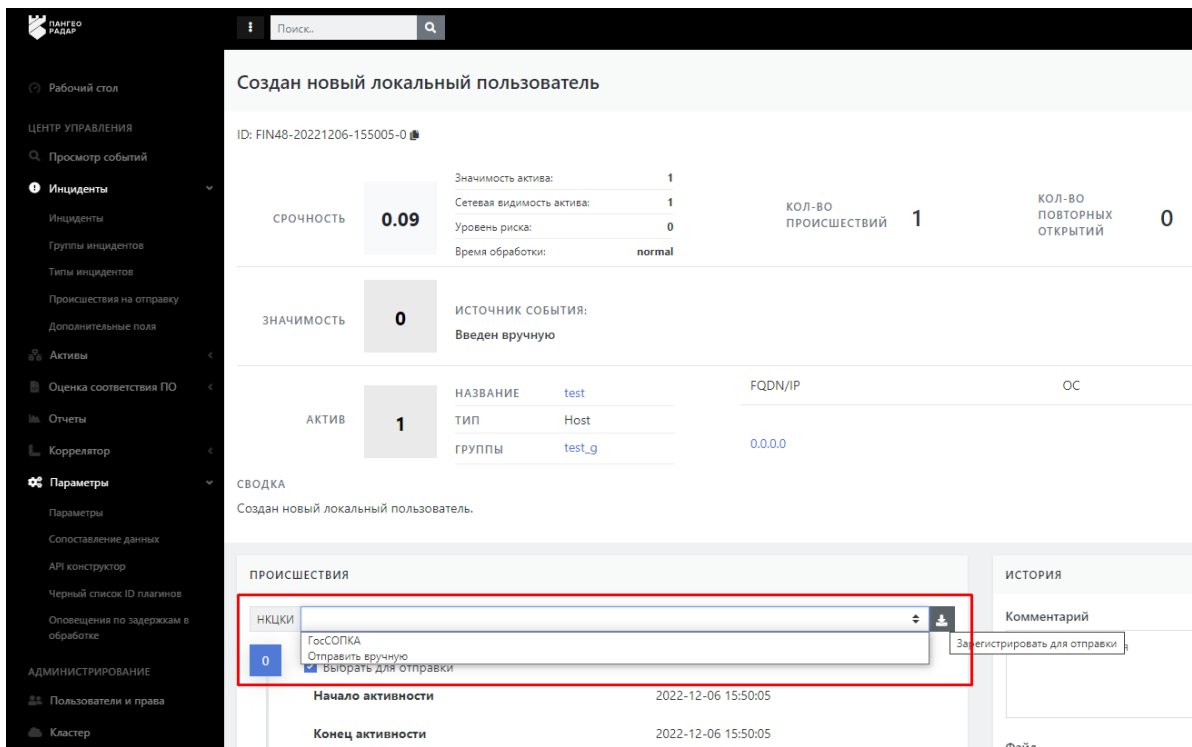 ПАНГЕО
РАДАР
Поиск..
Рабочий стол
ЦЕНТР УПРАВЛЕНИЯ
Просмотр событий
Инциденты
Инциденты
Группы инцидентов
Типы инцидентов
Происшествия на отправку
Дополнительные поля
Активы
Оценка соответствия ПО
Отчеты
Коррелятор
Параметры
Параметры
Сопоставление данных
API конструктор
Черный список ID плагинов
Оповещения по задержкам в
обработке
АДМИНИСТРИРОВАНИЕ
Пользователи и права
Кластер
Создан новый локальный пользователь
ID: FIN48-20221206-155005-0
СРОЧНОСТЬ 0.09
Значимость актива: 1
Сетевая видимость актива: 1
Уровень риска: 0
Время обработки: normal
КОЛ-ВО
ПРОИСШЕСТВИЙ 1
КОЛ-ВО
ПОВТОРНЫХ
ОТКРЫТИЙ 0
ЗНАЧИМОСТЬ 0
ИСТОЧНИК СОБЫТИЯ:
Введен вручную
АКТИВ 1
НАЗВАНИЕ test
ТИП Host
ГРУППЫ test_g
FQDN/IP ОС
0.0.0.0
СВОДКА
Создан новый локальный пользователь.
ПРОИСШЕСТВИЯ
НКЦКИ
ГосСОПКА
Отправить вручную
0
Выбрать для отправки
Начало активности 2022-12-06 15:50:05
Конец активности 2022-12-06 15:50:05
ИСТОРИЯ
Комментарий
Зарегистрировать для отправки
Файл